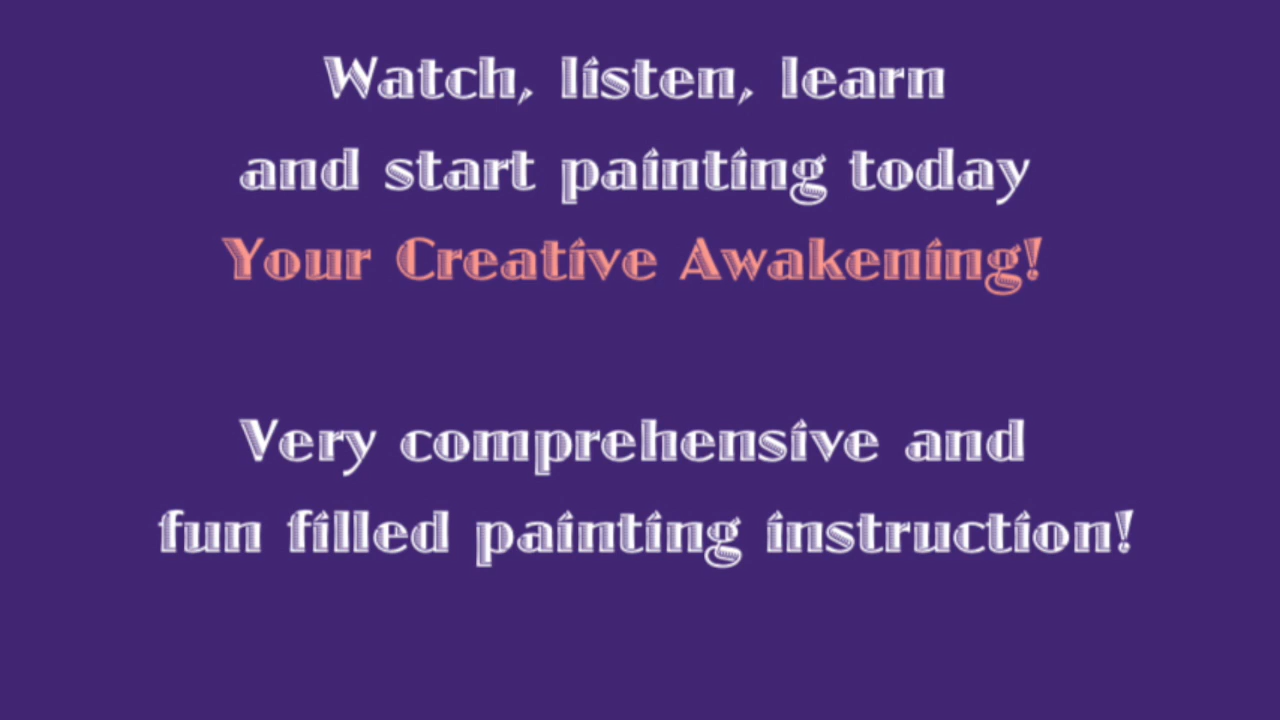 Watch, listen, learn
and start painting today
Your Creative Awakening!
Very comprehensive and
fun filled painting instruction!